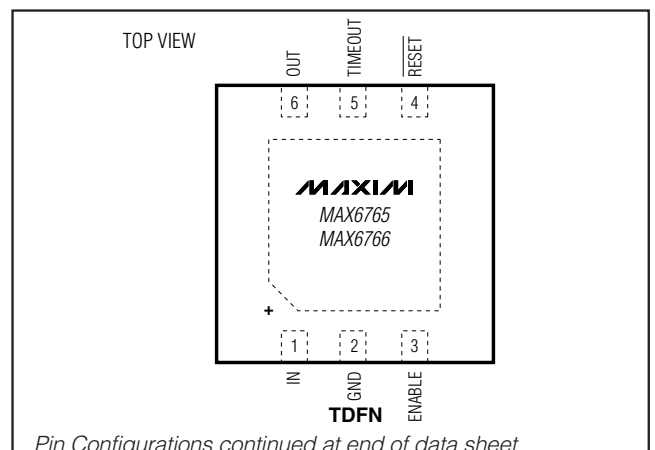 TOP VIEW
OUT
TIMEOUT
R̅E̅S̅E̅T̅
6
5
4
MAXIM
MAX6765
MAX6766
+
1
2
3
IN
GND
ENABLE
TDFN
Pin Configurations continued at end of data sheet